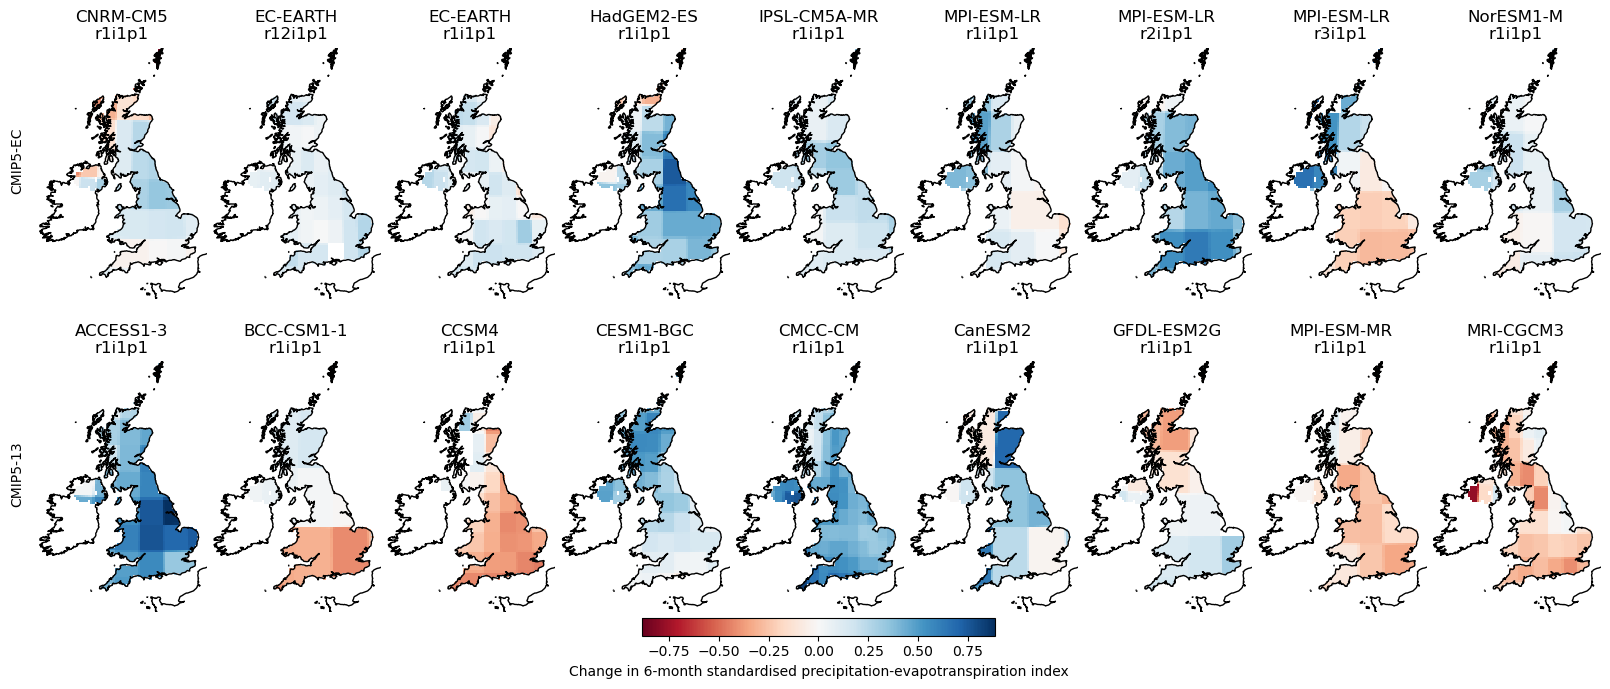 CNRM-CM5 EC-EARTH EC-EARTH HadGEM2-ES IPSL-CM5A-MR MPI-ESM-LR MPI-ESM-LR MPI-ESM-LR NorESM1-M
r1i1p1 r12i1p1 r1i1p1 r1i1p1 r1i1p1 r1i1p1 r2i1p1 r3i1p1 r1i1p1
CMIP5-EC
ACCESS1-3 BCC-CSM1-1 CCSM4 CESM1-BGC CMCC-CM CanESM2 GFDL-ESM2G MPI-ESM-MR MRI-CGCM3
r1i1p1 r1i1p1 r1i1p1 r1i1p1 r1i1p1 r1i1p1 r1i1p1 r1i1p1 r1i1p1
CMIP5-13
−0.75 −0.50 −0.25 0.00 0.25 0.50 0.75
Change in 6-month standardised precipitation-evapotranspiration index